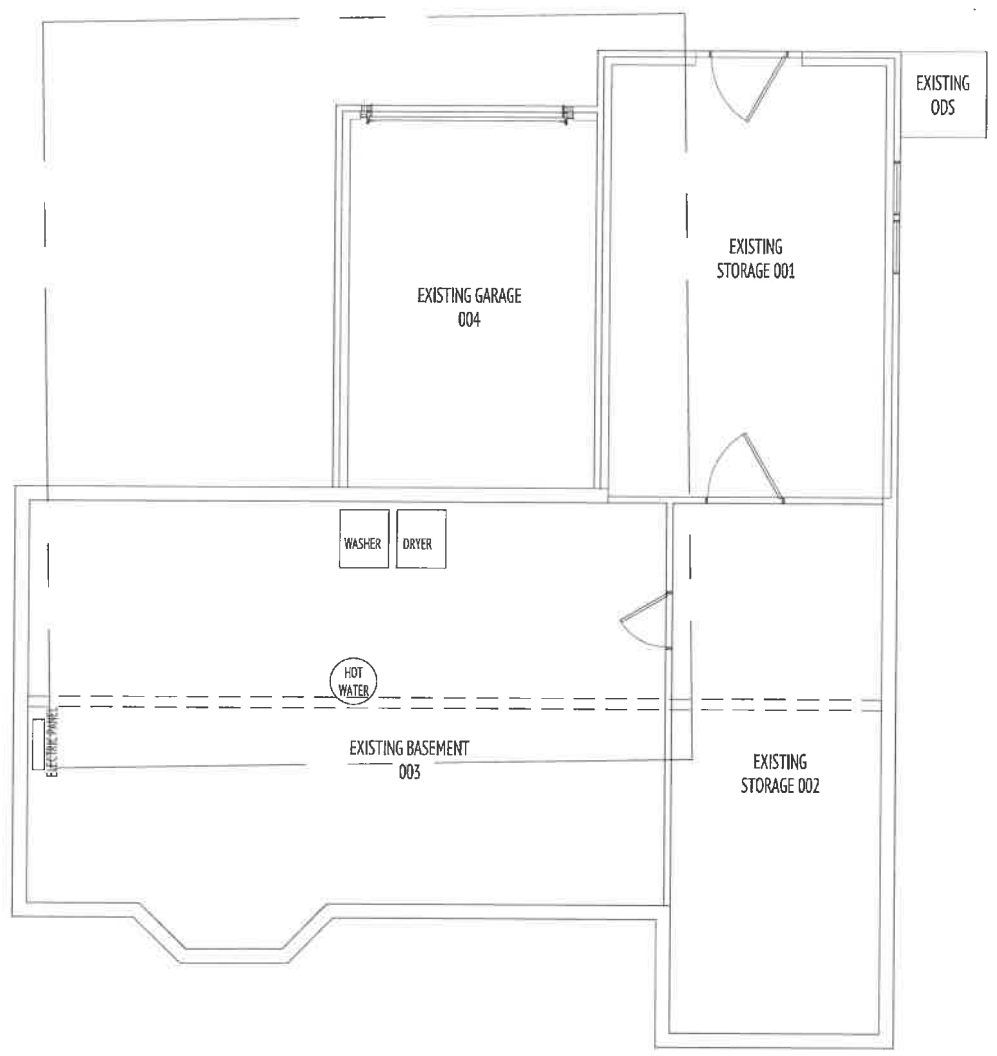 EXISTING
ODS
EXISTING
STORAGE 001
EXISTING GARAGE
004
WASHER
DRYER
HOT
WATER
ELECTRIC PANEL
EXISTING BASEMENT
003
EXISTING
STORAGE 002